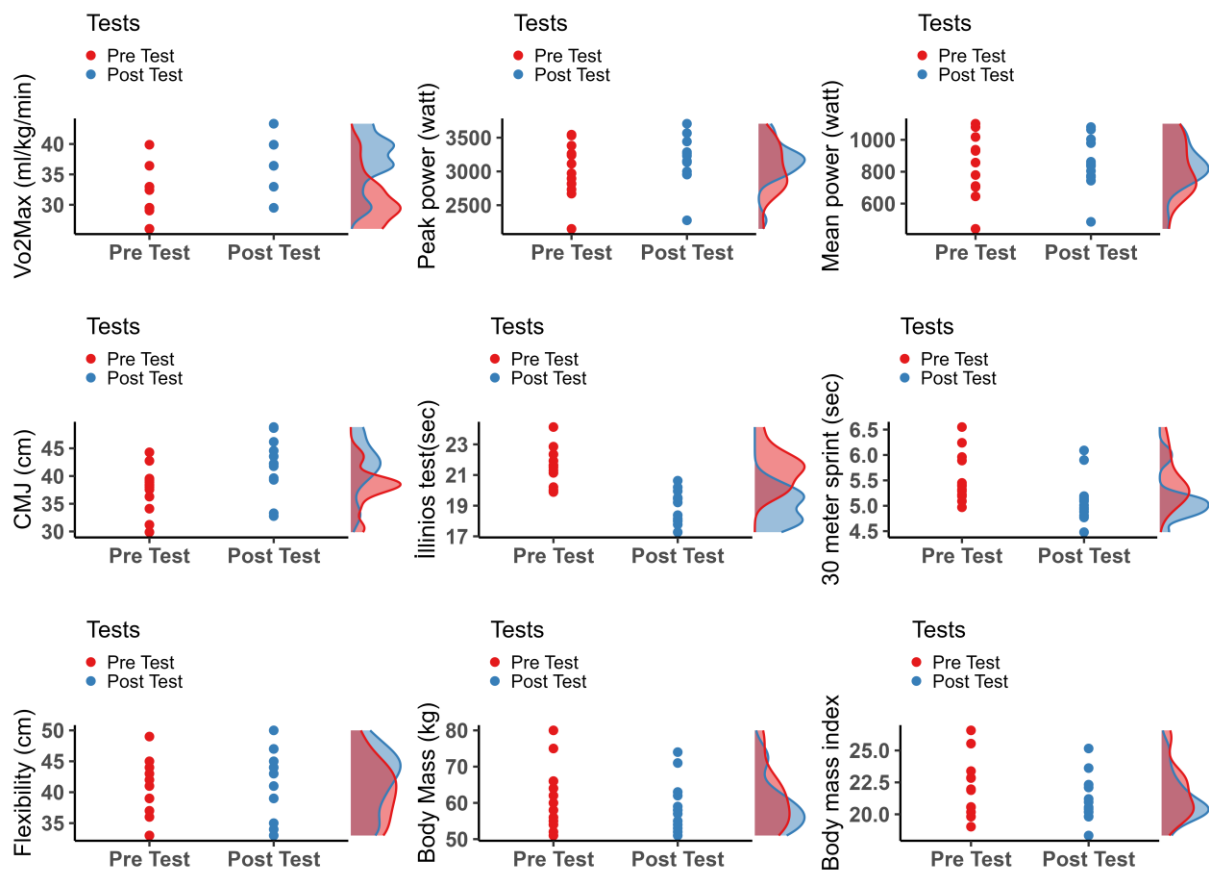 Tests
Pre Test
Post Test
Vo2Max (ml/kg/min)
40
35
30
Pre Test Post Test
Tests
Pre Test
Post Test
Peak power (watt)
3500
3000
2500
Pre Test Post Test
Tests
Pre Test
Post Test
Mean power (watt)
1000
800
600
Pre Test Post Test
Tests
Pre Test
Post Test
CMJ (cm)
45
40
35
30
Pre Test Post Test
Tests
Pre Test
Post Test
İllinios test(sec)
23
21
19
17
Pre Test Post Test
Tests
Pre Test
Post Test
30 meter sprint (sec)
6.5
6.0
5.5
5.0
4.5
Pre Test Post Test
Tests
Pre Test
Post Test
Flexibility (cm)
50
45
40
35
Pre Test Post Test
Tests
Pre Test
Post Test
Body Mass (kg)
80
70
60
50
Pre Test Post Test
Tests
Pre Test
Post Test
Body mass index
25.0
22.5
20.0
Pre Test Post Test